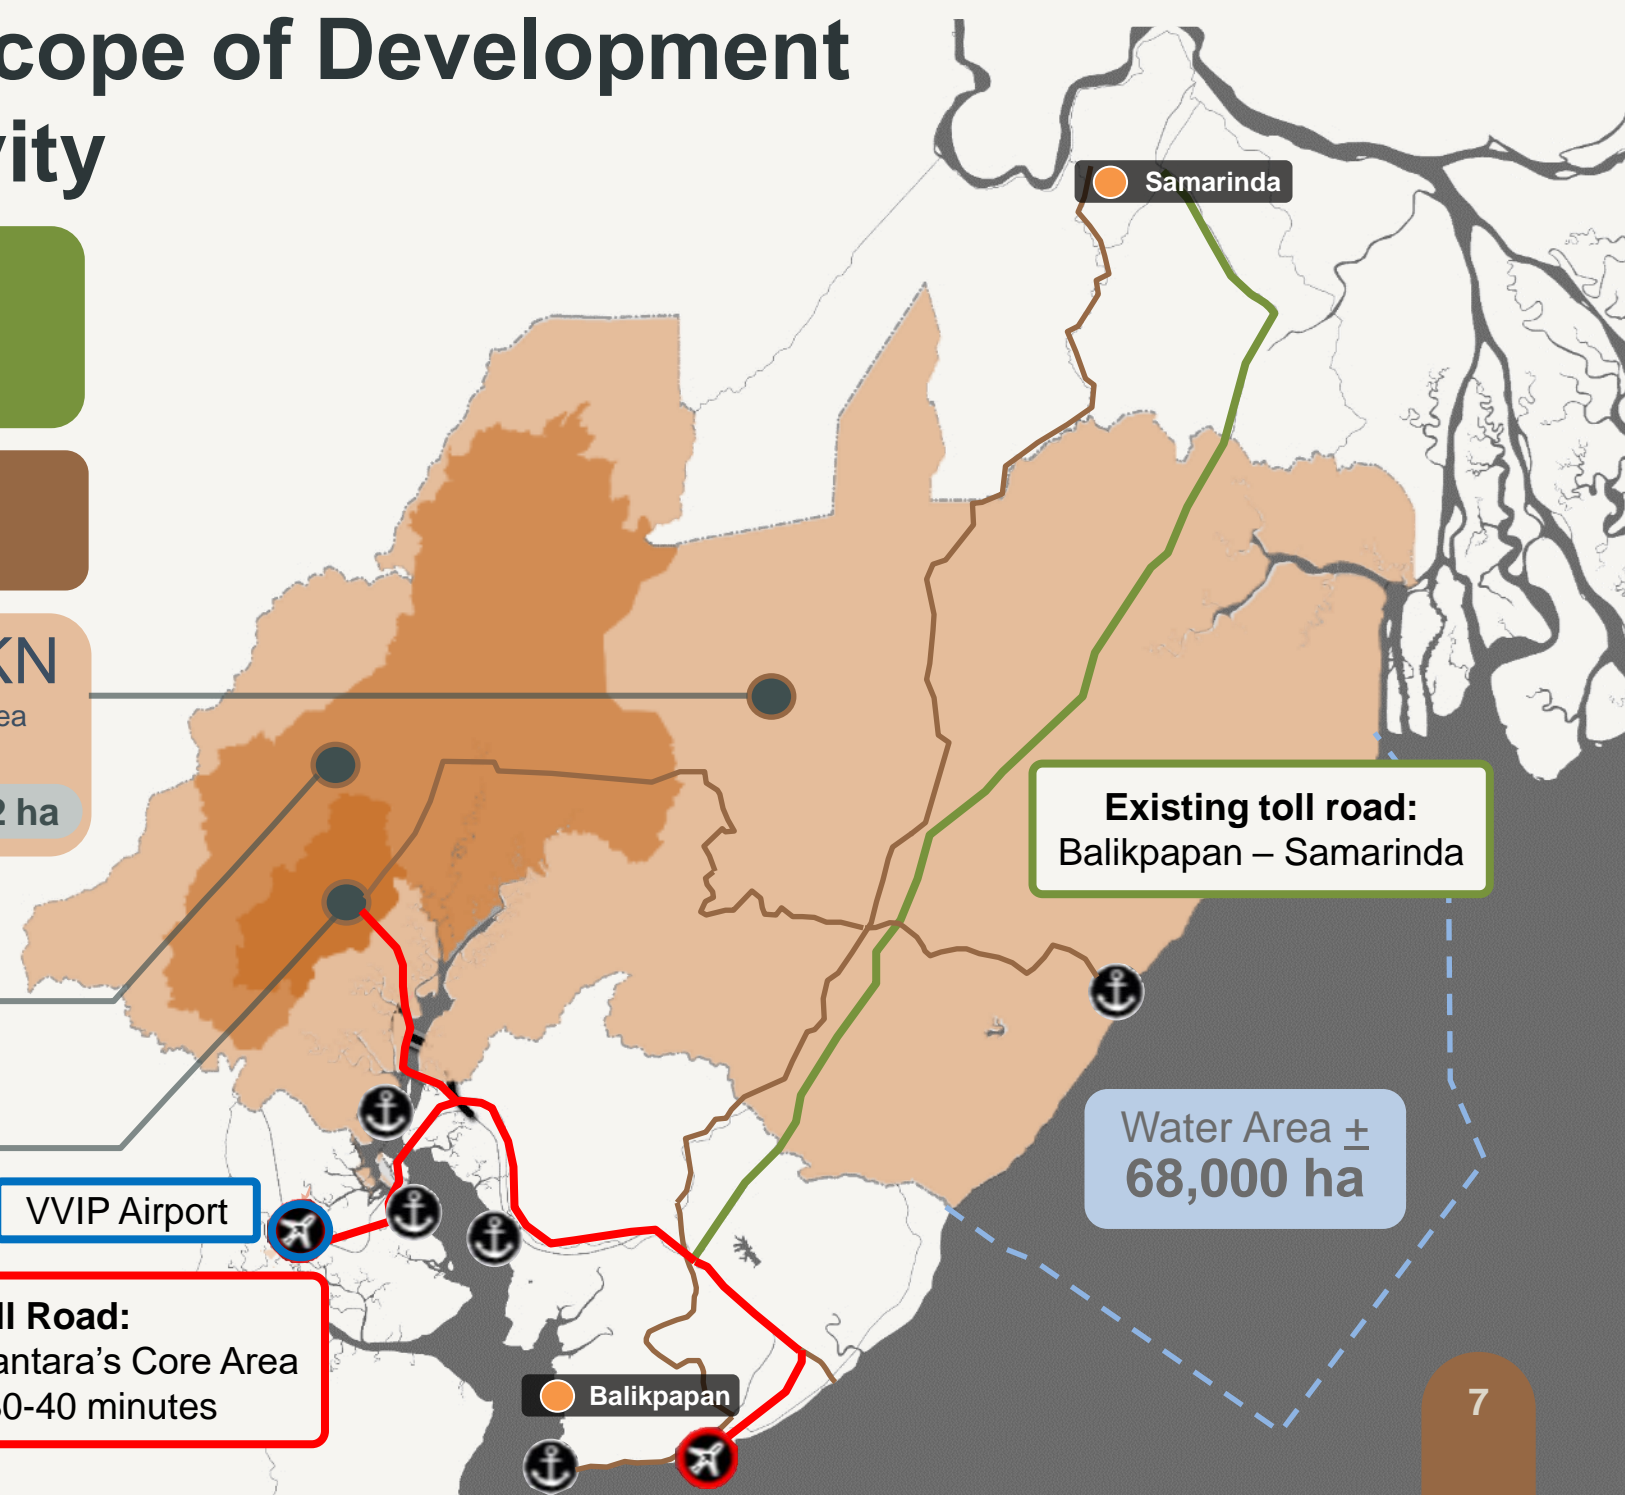 cope of Development
vity
Samarinda
KN
ea
2 ha
Existing toll road:
Balikpapan – Samarinda
Water Area ±
68,000 ha
VVIP Airport
ll Road:
antara's Core Area
0-40 minutes
Balikpapan
7